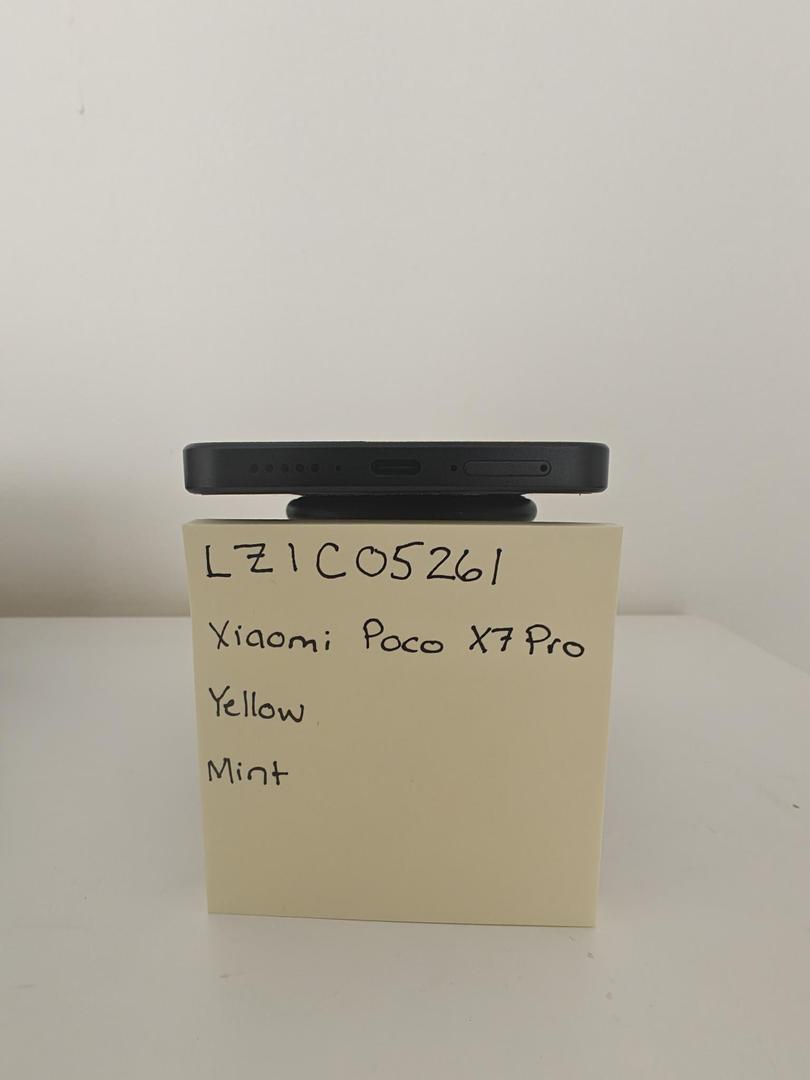 LZ1C05261
Xiaomi Poco X7 Pro
Yellow
Mint